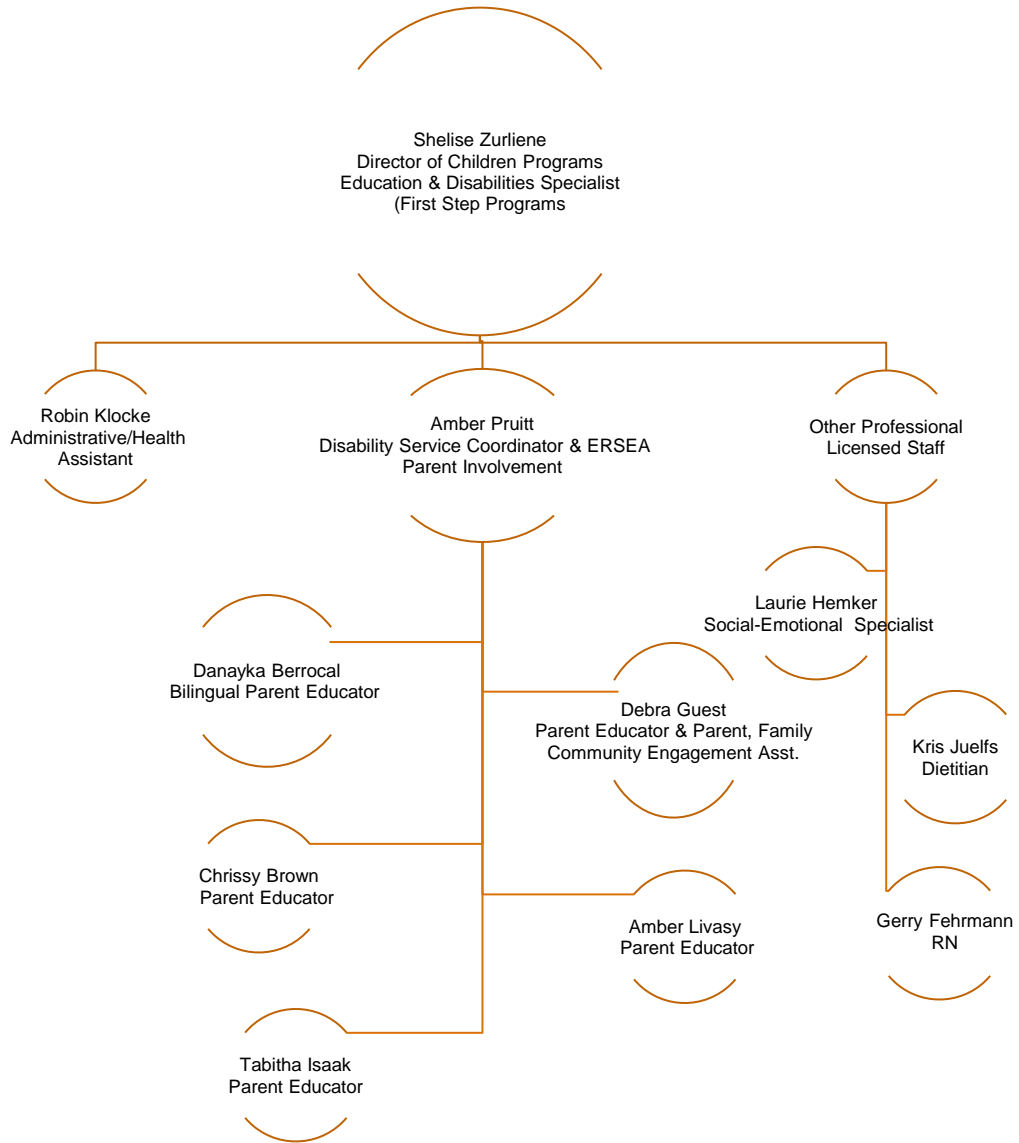 Shelise Zurliene
Director of Children Programs
Education & Disabilities Specialist
(First Step Programs
Robin Klocke
Administrative/Health
Assistant
Amber Pruitt
Disability Service Coordinator & ERSEA
Parent Involvement
Other Professional
Licensed Staff
Laurie Hemker
Social-Emotional Specialist
Danayka Berrocal
Bilingual Parent Educator
Debra Guest
Parent Educator & Parent, Family
Community Engagement Asst.
Kris Juelfs
Dietitian
Chrissy Brown
Parent Educator
Amber Livasy
Parent Educator
Gerry Fehrmann
RN
Tabitha Isaak
Parent Educator